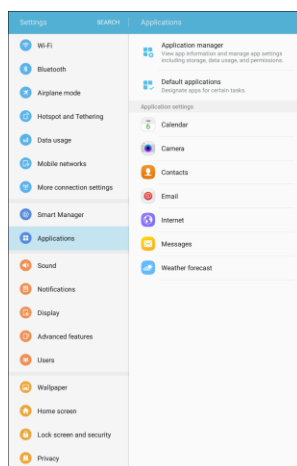 Settings
SEARCH
Wi-Fi
Bluetooth
Airplane mode
Hotspot and Tethering
Data usage
Mobile networks
More connection settings
Smart Manager
Applications
Sound
Notifications
Display
Advanced features
Users
Wallpaper
Home screen
Lock screen and security
Privacy
Applications
Application manager
View app information and manage app settings
including storage, data usage, and permissions.
Default applications
Designate apps for certain tasks.
Application settings
6
Calendar
Camera
Contacts
Email
Internet
Messages
Weather forecast